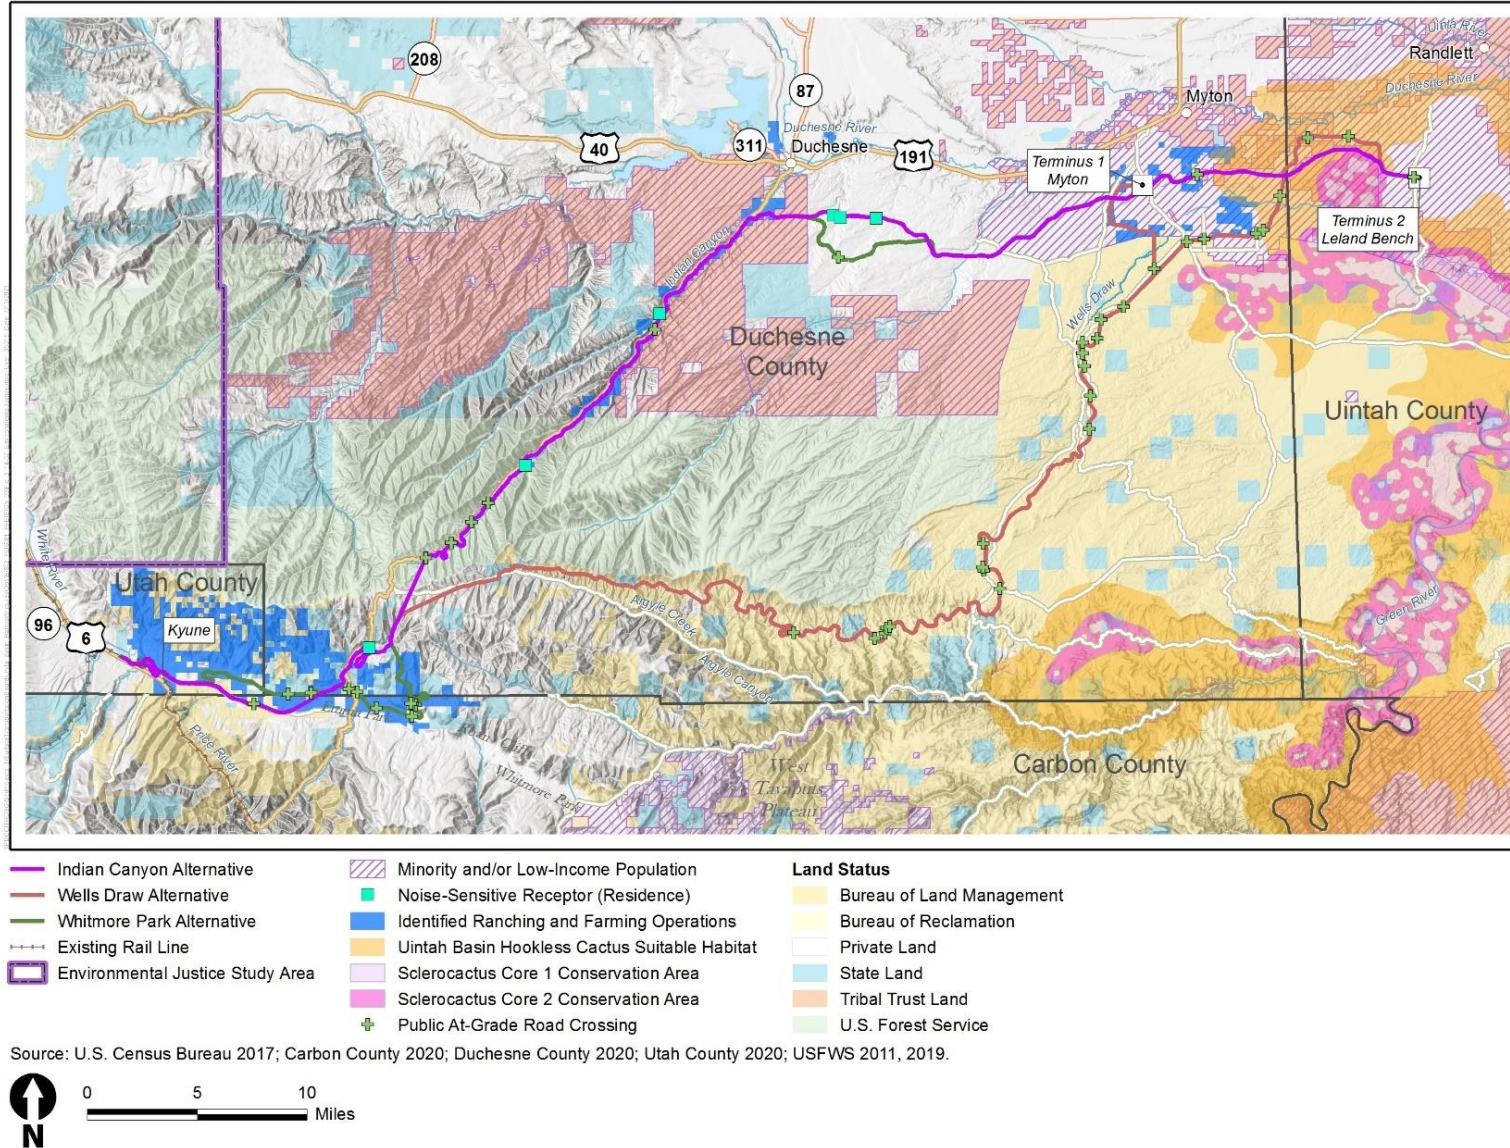 208
87
Uinta River
Randlett
Duchesne River
Myton
40
311
Duchesne River
Duchesne
191
Terminus 1
Myton
Terminus 2
Leland Bench
Indian Canyon
Wells Draw
Duchesne
County
Uintah County
White River
Utah County
96
6
Kyune
Argyle Creek
Argyle Canyon
Green River
Emma Park
Price River
Whitmore Park
West
Tavaputs
Plateau
Carbon County
Indian Canyon Alternative
Wells Draw Alternative
Whitmore Park Alternative
Existing Rail Line
Environmental Justice Study Area
Minority and/or Low-Income Population
Noise-Sensitive Receptor (Residence)
Identified Ranching and Farming Operations
Uintah Basin Hookless Cactus Suitable Habitat
Sclerocactus Core 1 Conservation Area
Sclerocactus Core 2 Conservation Area
Public At-Grade Road Crossing
Land Status
Bureau of Land Management
Bureau of Reclamation
Private Land
State Land
Tribal Trust Land
U.S. Forest Service
Source: U.S. Census Bureau 2017; Carbon County 2020; Duchesne County 2020; Utah County 2020; USFWS 2011, 2019.
N
0 5 10
Miles